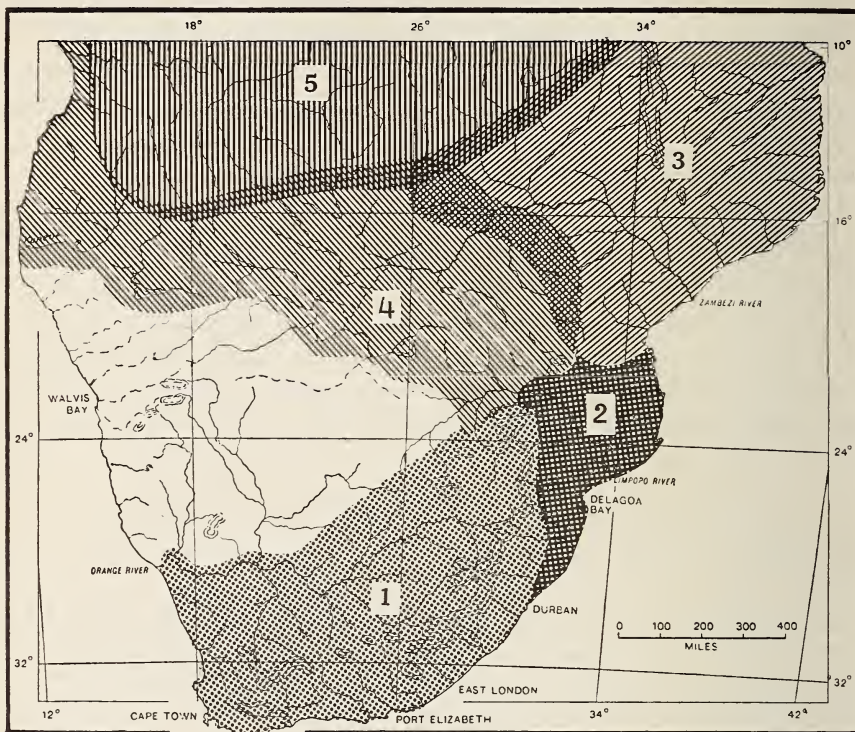 18° 26° 34°
10°
5
3
16°
ZAMBEZI RIVER
4
WALVIS BAY
2
24° 24°
LIMPOPO RIVER
DELAGOA BAY
ORANGE RIVER
1
DURBAN
0 100 200 300 400
MILES
32° 32°
EAST LONDON
12° CAPE TOWN PORT ELIZABETH 34° 42°